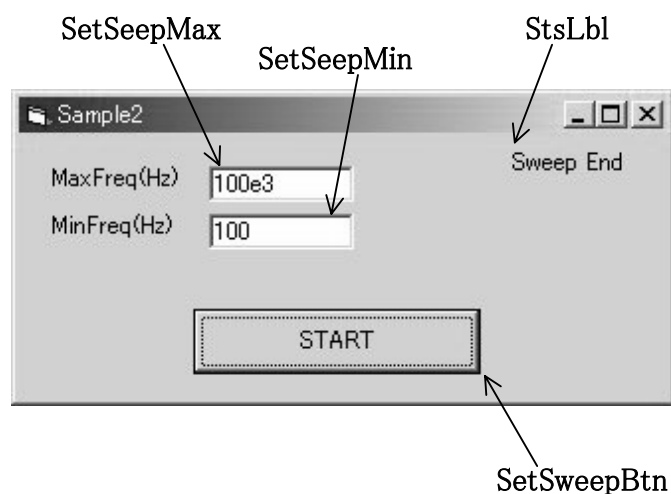 SetSeepMax
StsLbl
SetSeepMin
Sample2
Sweep End
MaxFreq(Hz)
100e3
MinFreq(Hz)
100
START
SetSweepBtn